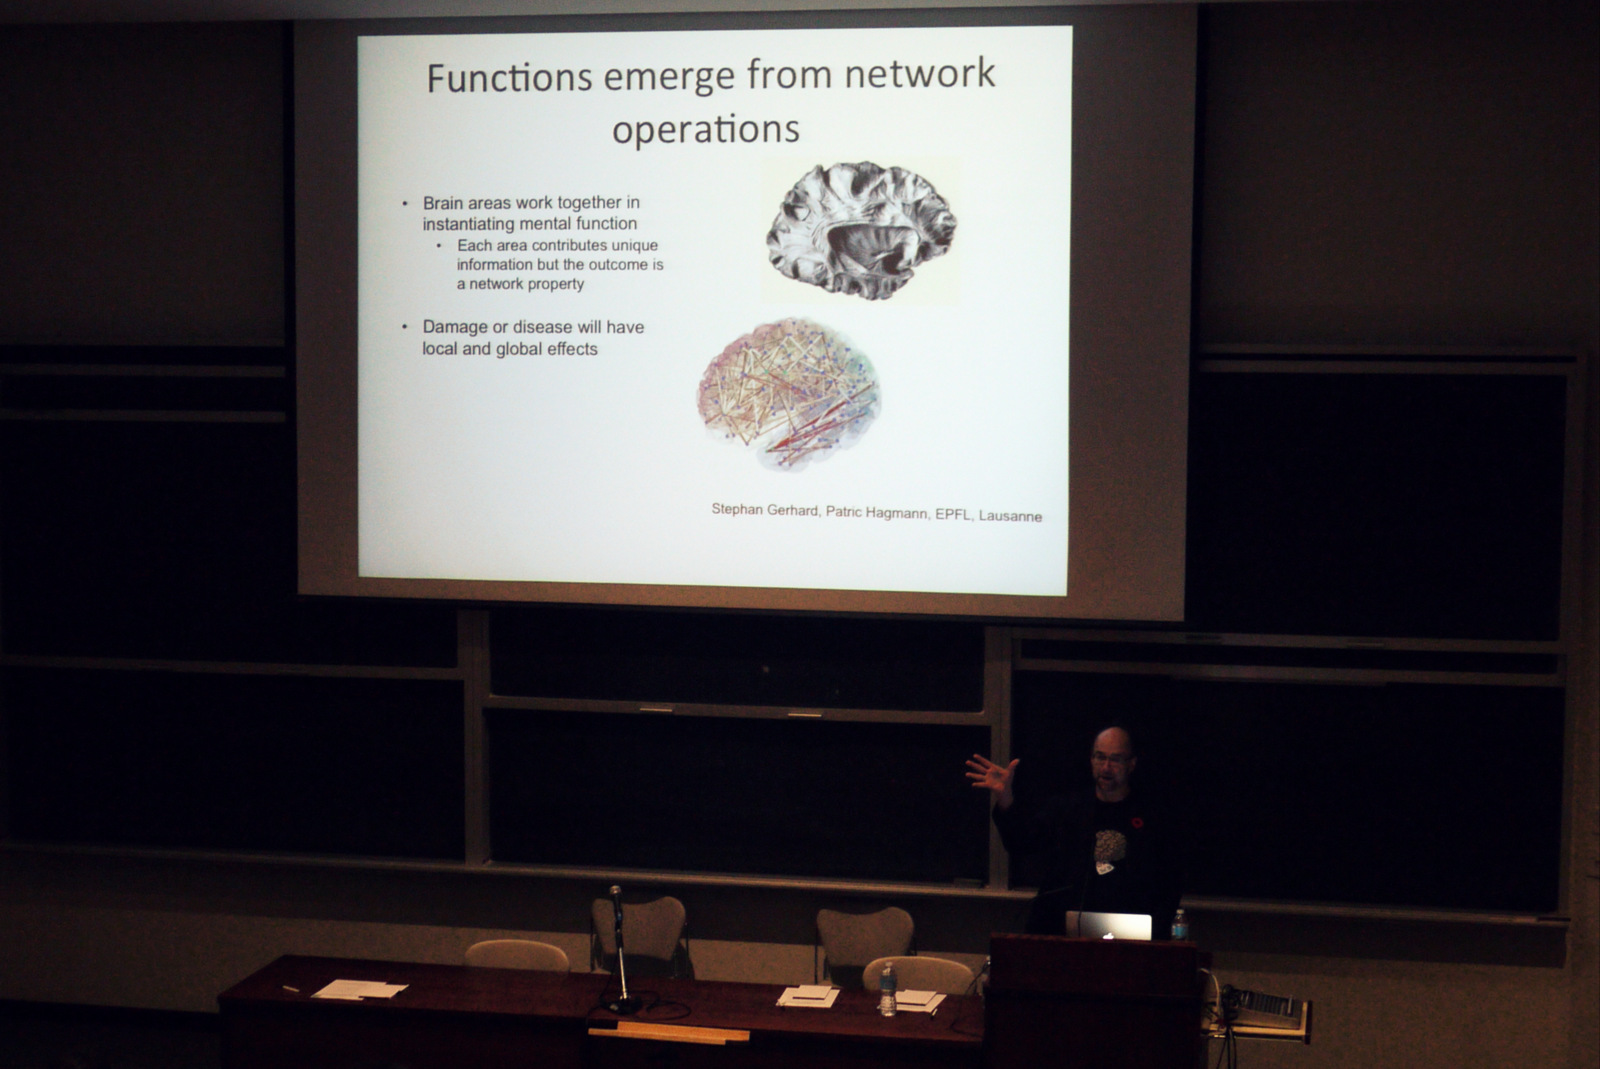 Functions emerge from network
operations
• Brain areas work together in
instantiating mental function
• Each area contributes unique
information but the outcome is
a network property
• Damage or disease will have
local and global effects
Stephan Gerhard, Patric Hagmann, EPFL, Lausanne